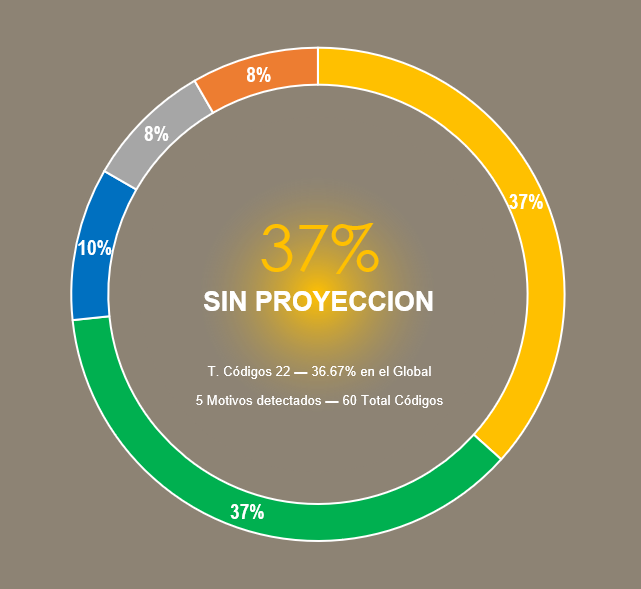 8%
8%
37%
10%
37%
SIN PROYECCION
T. Códigos 22 — 36.67% en el Global
5 Motivos detectados — 60 Total Códigos
37%